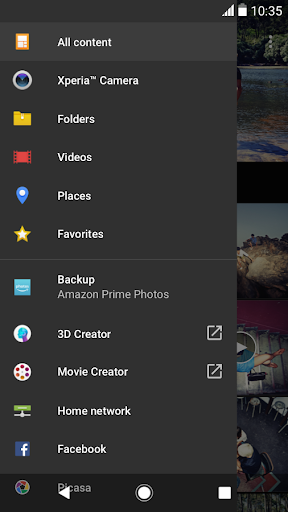 10:35
All content
Xperia™ Camera
Folders
Videos
Places
Favorites
Backup
Amazon Prime Photos
3D Creator
Movie Creator
Home network
Facebook
Picasa